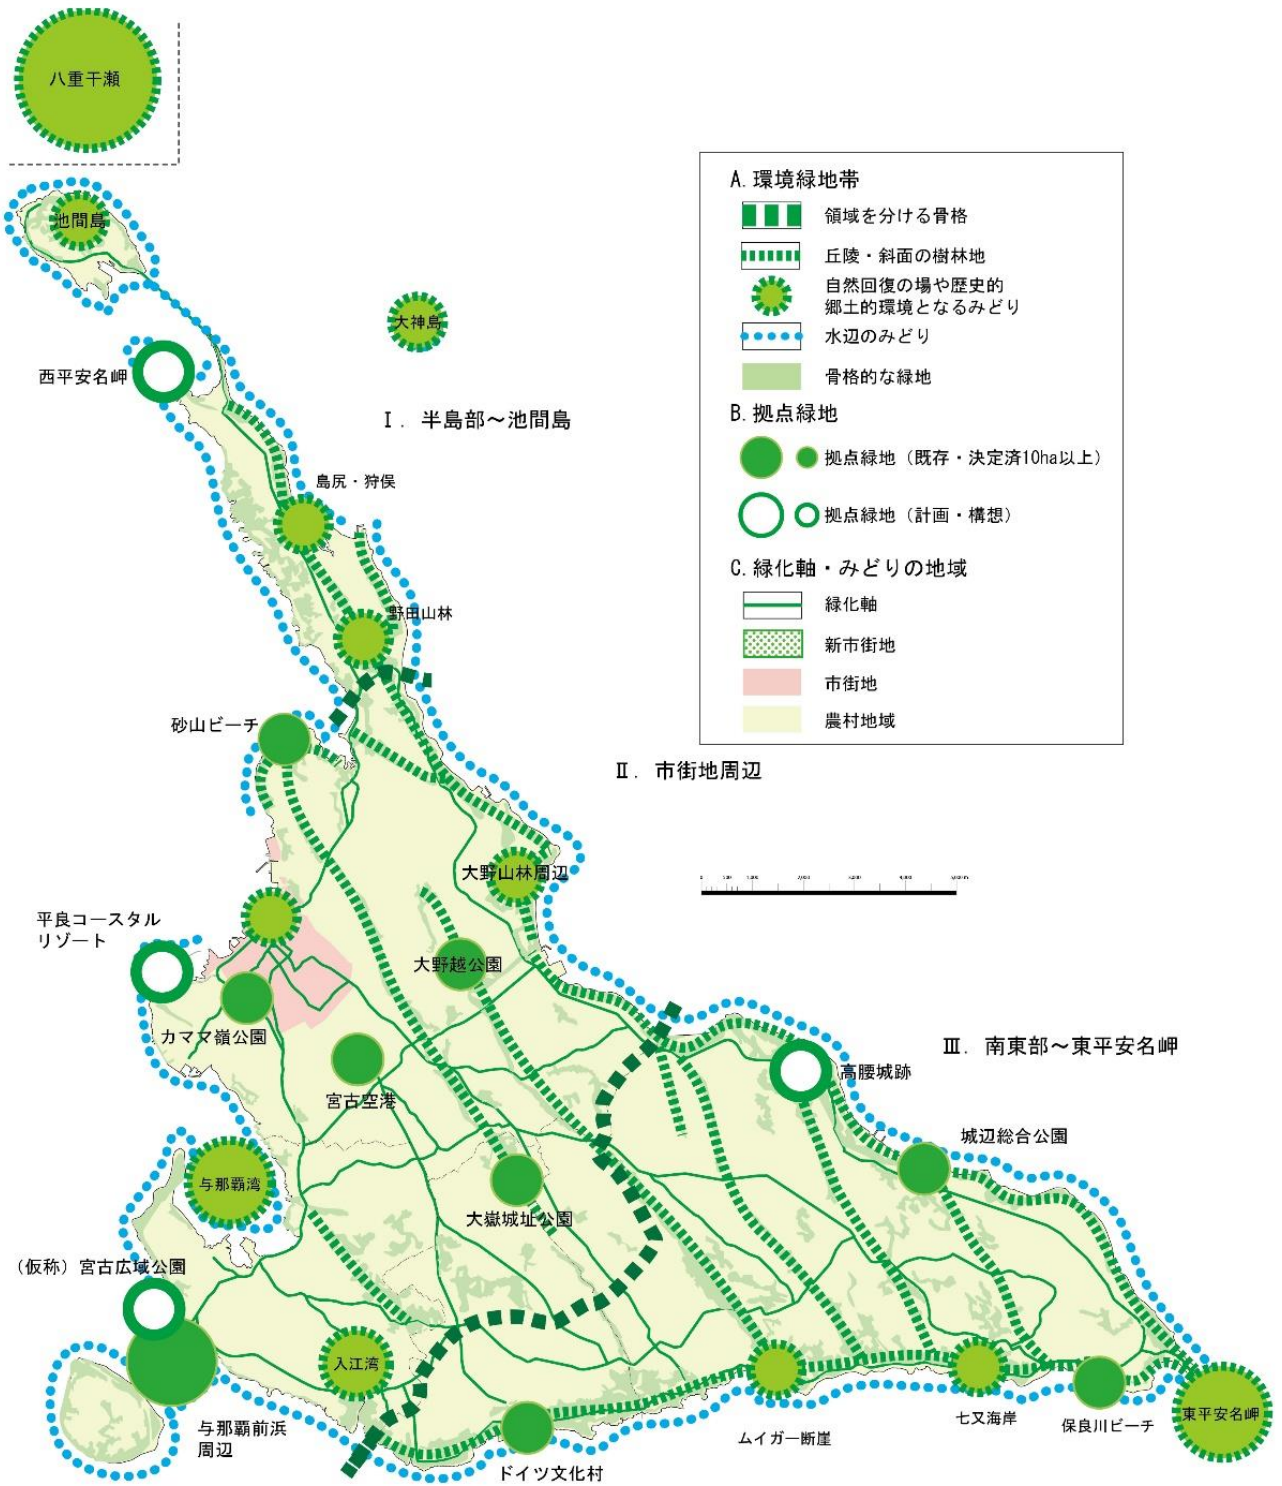 八重干瀬
池間島
大神島
西平安名岬
Ⅰ. 半島部～池間島
島尻・狩俣
野田山林
砂山ビーチ
Ⅱ. 市街地周辺
大野山林周辺
平良コースタル
リゾート
大野越公園
カママ嶺公園
宮古空港
Ⅲ. 南東部～東平安名岬
高腰城跡
城辺総合公園
与那覇湾
大嶽城址公園
(仮称)宮古広域公園
入江湾
与那覇前浜
周辺
ドイツ文化村
ムイガー断崖
七又海岸
保良川ビーチ
東平安名岬
A. 環境緑地帯
領域を分ける骨格
丘陵・斜面の樹林地
自然回復の場や歴史的
郷土的環境となるみどり
水辺のみどり
骨格的な緑地
B. 拠点緑地
拠点緑地（既存・決定済10ha以上）
拠点緑地（計画・構想）
C. 緑化軸・みどりの地域
緑化軸
新市街地
市街地
農村地域